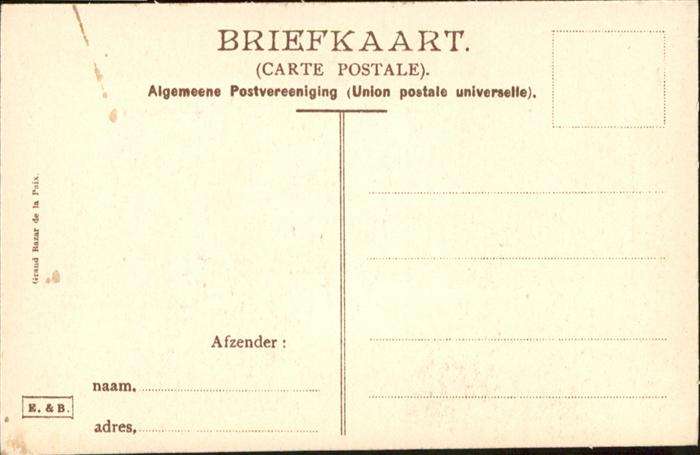 BRIEFKAART.
(CARTE POSTALE).
Algemeene Postvereeniging (Union postale universelle).
Grand Bazar de la Paix.
Afzender :
naam,
adres,
E. & B.